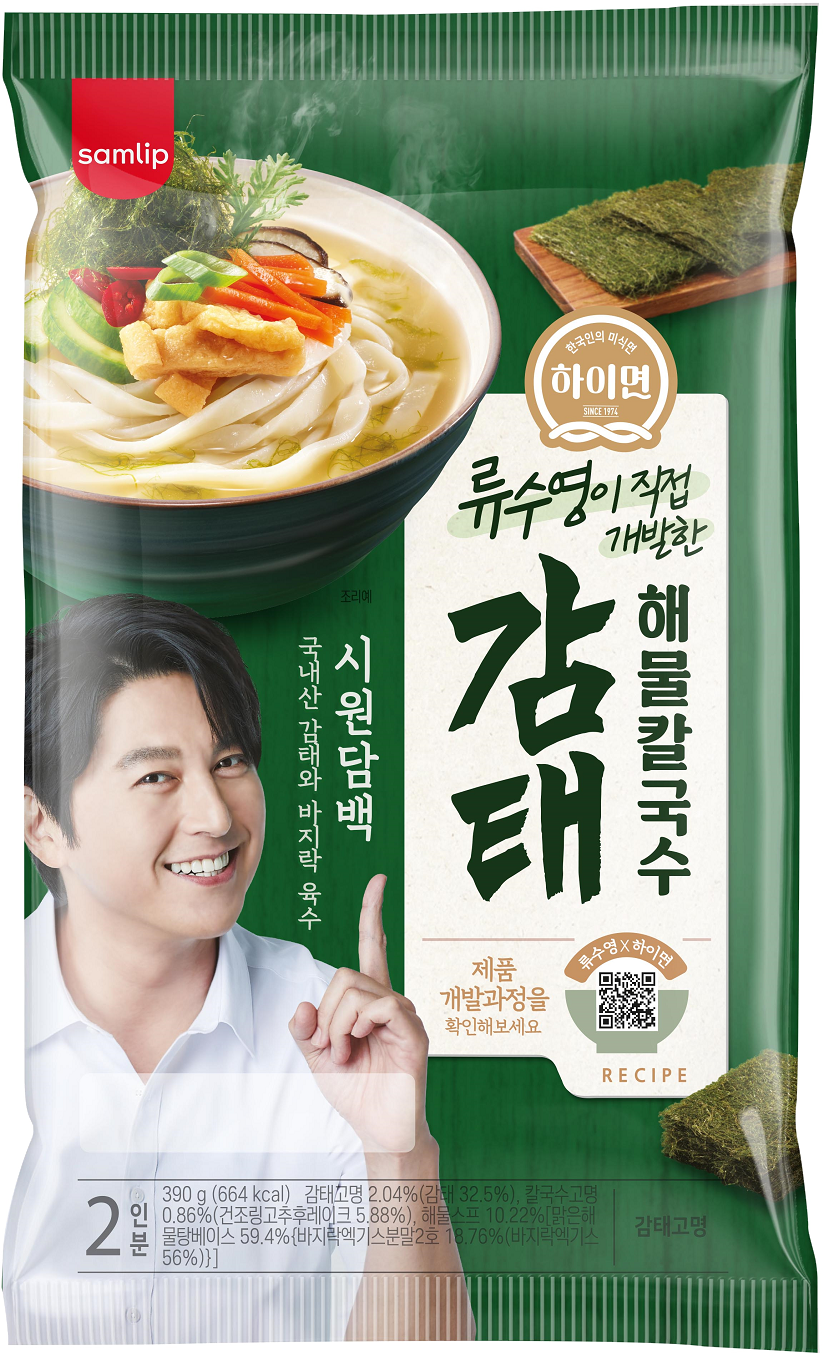 samlip
한국인의 미식면
하이면
SINCE 1974
류수영이 직접
개발한
감태
해물칼국수
조리예
시원담백
국내산 감태와 바지락 육수
제품
개발과정을
확인해보세요
류수영X하이면
RECIPE
2인분
390 g (664 kcal) 감태고명 2.04%(감태 32.5%), 칼국수고명
0.86%(건조링고추후레이크 5.88%), 해물스프 10.22%[맑은해
물탕베이스 59.4%{바지락엑기스분말2호 18.76%(바지락엑기스
56%)}]
감태고명